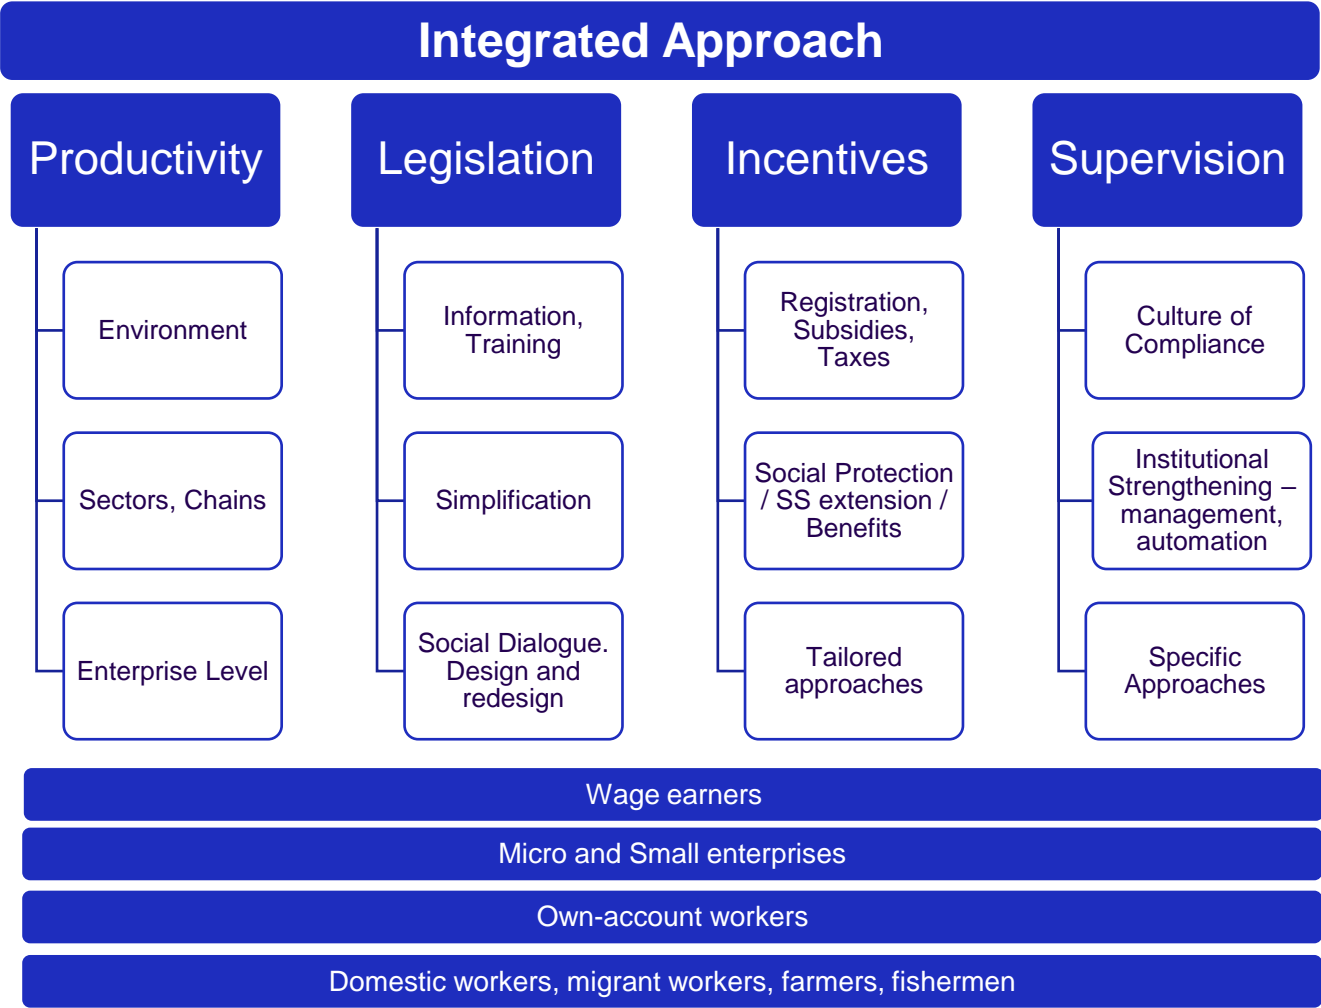 Integrated Approach
Productivity
Legislation
Incentives
Supervision
Environment
Sectors, Chains
Enterprise Level
Information,
Training
Simplification
Social Dialogue.
Design and
redesign
Registration,
Subsidies,
Taxes
Social Protection
/ SS extension /
Benefits
Tailored
approaches
Culture of
Compliance
Institutional
Strengthening –
management,
automation
Specific
Approaches
Wage earners
Micro and Small enterprises
Own-account workers
Domestic workers, migrant workers, farmers, fishermen